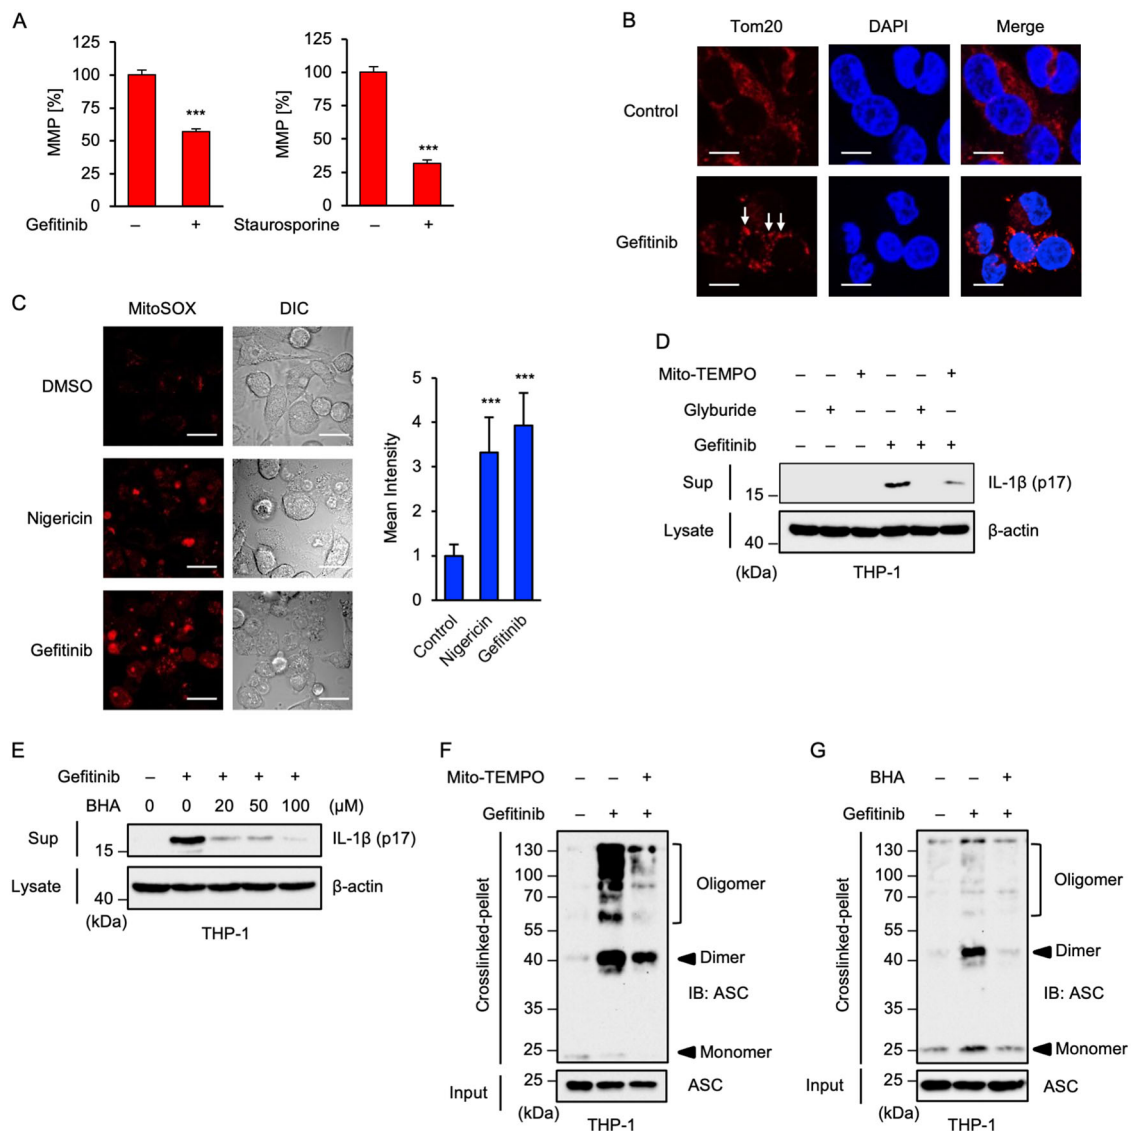 A
MMP [%]
125
100
75
50
25
0
***
Gefitinib – +
MMP [%]
125
100
75
50
25
0
***
Staurosporine – +
B
Tom20 DAPI Merge
Control
Gefitinib
C
MitoSOX DIC
DMSO
Nigericin
Gefitinib
Mean Intensity
5
4
3
2
1
0
*** ***
Control Nigericin Gefitinib
D
Mito-TEMPO – – + – – +
Glyburide – + – – + –
Gefitinib – – – + + +
Sup 15 IL-1β (p17)
Lysate 40 β-actin
(kDa) THP-1
E
Gefitinib – + + + +
BHA 0 0 20 50 100 (μM)
Sup 15 IL-1β (p17)
Lysate 40 β-actin
(kDa) THP-1
F
Mito-TEMPO – – +
Gefitinib – + +
Crosslinked-pellet
130
100
70
55
40
35
25
Oligomer
Dimer
IB: ASC
Monomer
Input 25 ASC
(kDa) THP-1
G
BHA – – +
Gefitinib – + +
Crosslinked-pellet
130
100
70
55
40
35
25
Oligomer
Dimer
IB: ASC
Monomer
Input 25 ASC
(kDa) THP-1